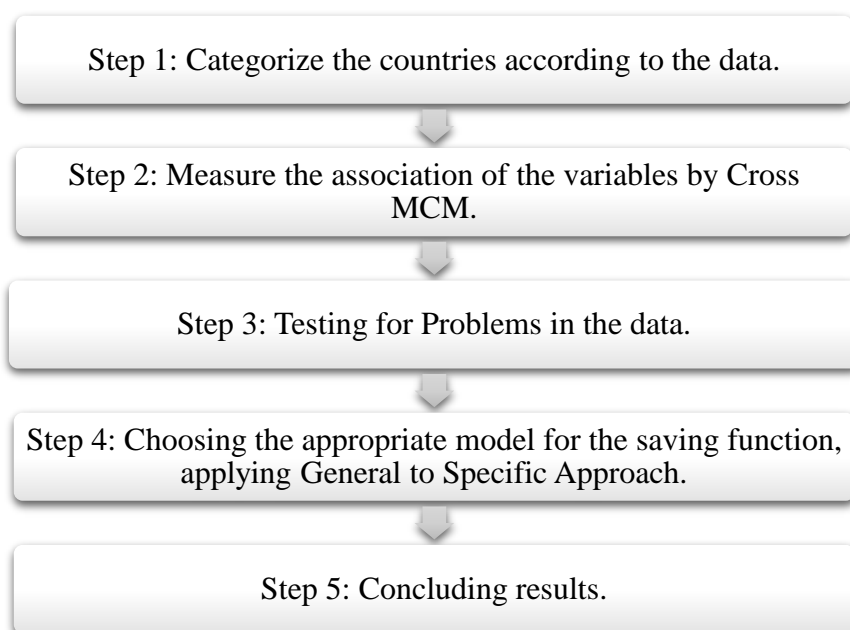 Step 1: Categorize the countries according to the data.
Step 2: Measure the association of the variables by Cross
MCM.
Step 3: Testing for Problems in the data.
Step 4: Choosing the appropriate model for the saving function,
applying General to Specific Approach.
Step 5: Concluding results.